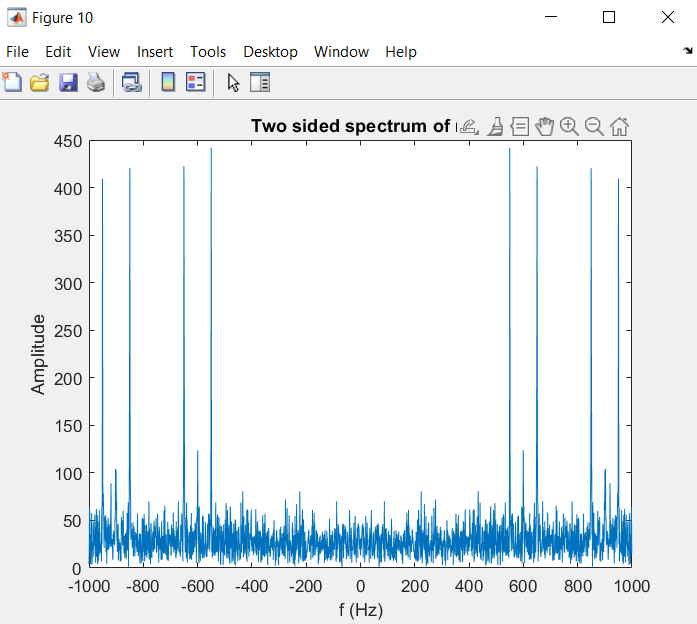 Figure 10
File Edit View Insert Tools Desktop Window Help
Two sided spectrum of
450
400
350
300
250
200
150
100
50
0
Amplitude
-1000 -800 -600 -400 -200 0 200 400 600 800 1000
f (Hz)